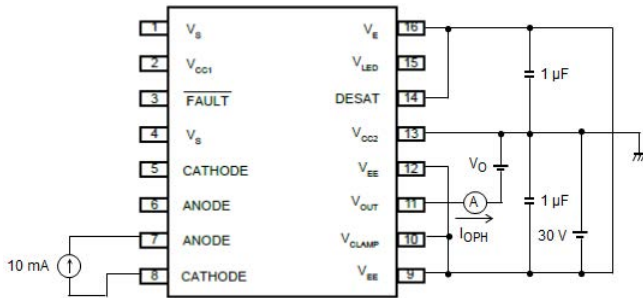 1 V_S V_E 16
2 V_CC1 V_LED 15
3 FAULT DESAT 14
4 V_S V_CC2 13
5 CATHODE V_EE 12
6 ANODE V_OUT 11
7 ANODE V_CLAMP 10
8 CATHODE V_EE 9
10 mA
1 µF
V_O
A
I_OPH
1 µF
30 V